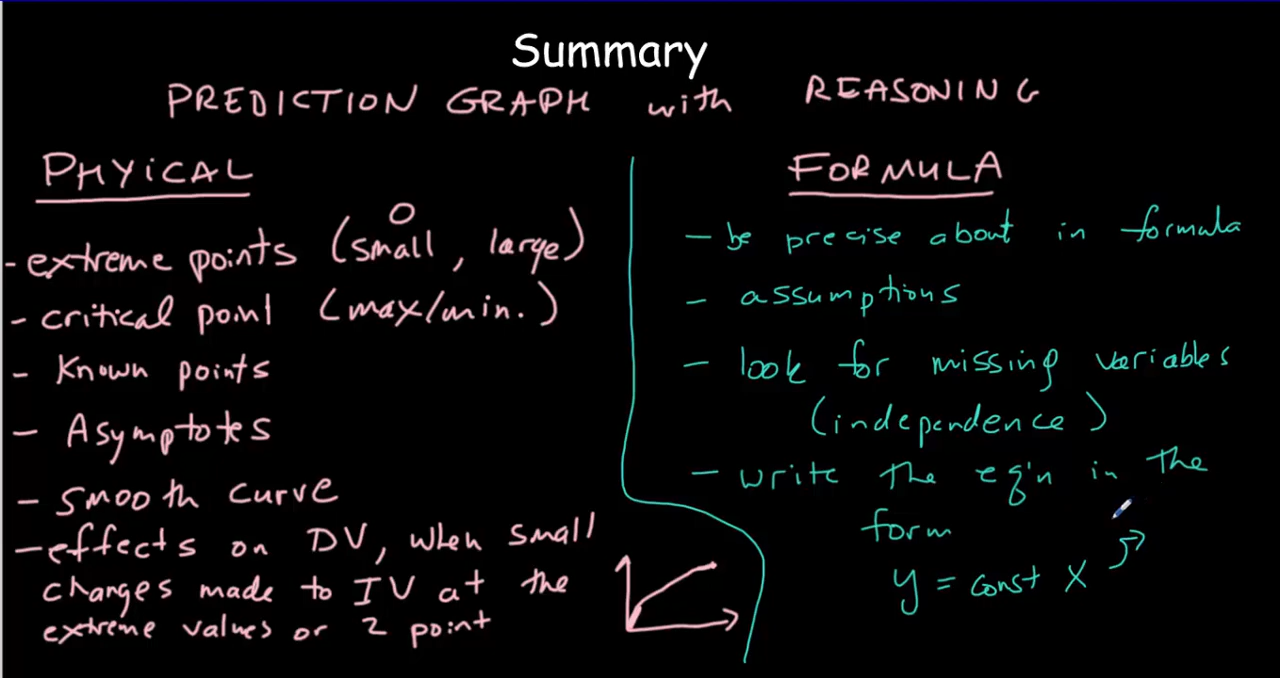 Summary
PREDICTION GRAPH with REASONING
PHYiCAL
- extreme points (small, large)
0
- critical point (max/min.)
- Known points
- Asymptotes
- smooth curve
- effects on DV, when small
changes made to IV at the
extreme values or 2 point
FORMULA
- be precise about in formula
- assumptions
- look for missing variables
(independence)
- write the eq'n in the
form
y = const x